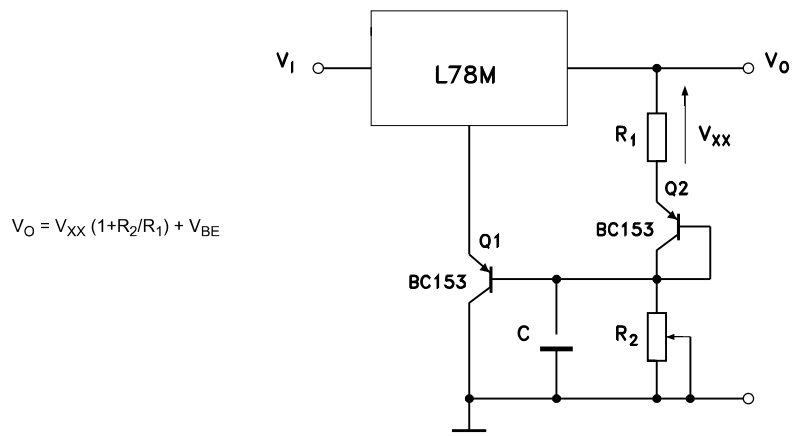 V_I
L78M
V_O
R_1
V_XX
Q2
BC153
V_O = V_XX (1+R_2/R_1) + V_BE
Q1
BC153
C
R_2